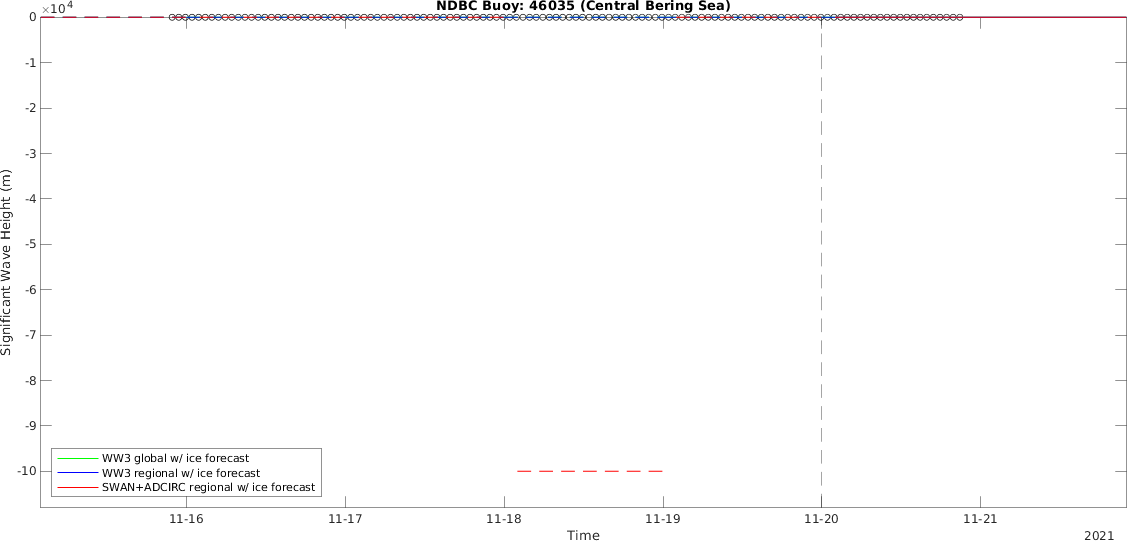 NDBC Buoy: 46035 (Central Bering Sea)
×10⁴
0
-1
-2
-3
-4
-5
-6
-7
-8
-9
-10
Significant Wave Height (m)
WW3 global w/ ice forecast
WW3 regional w/ ice forecast
SWAN+ADCIRC regional w/ ice forecast
11-16 11-17 11-18 11-19 11-20 11-21
Time
2021